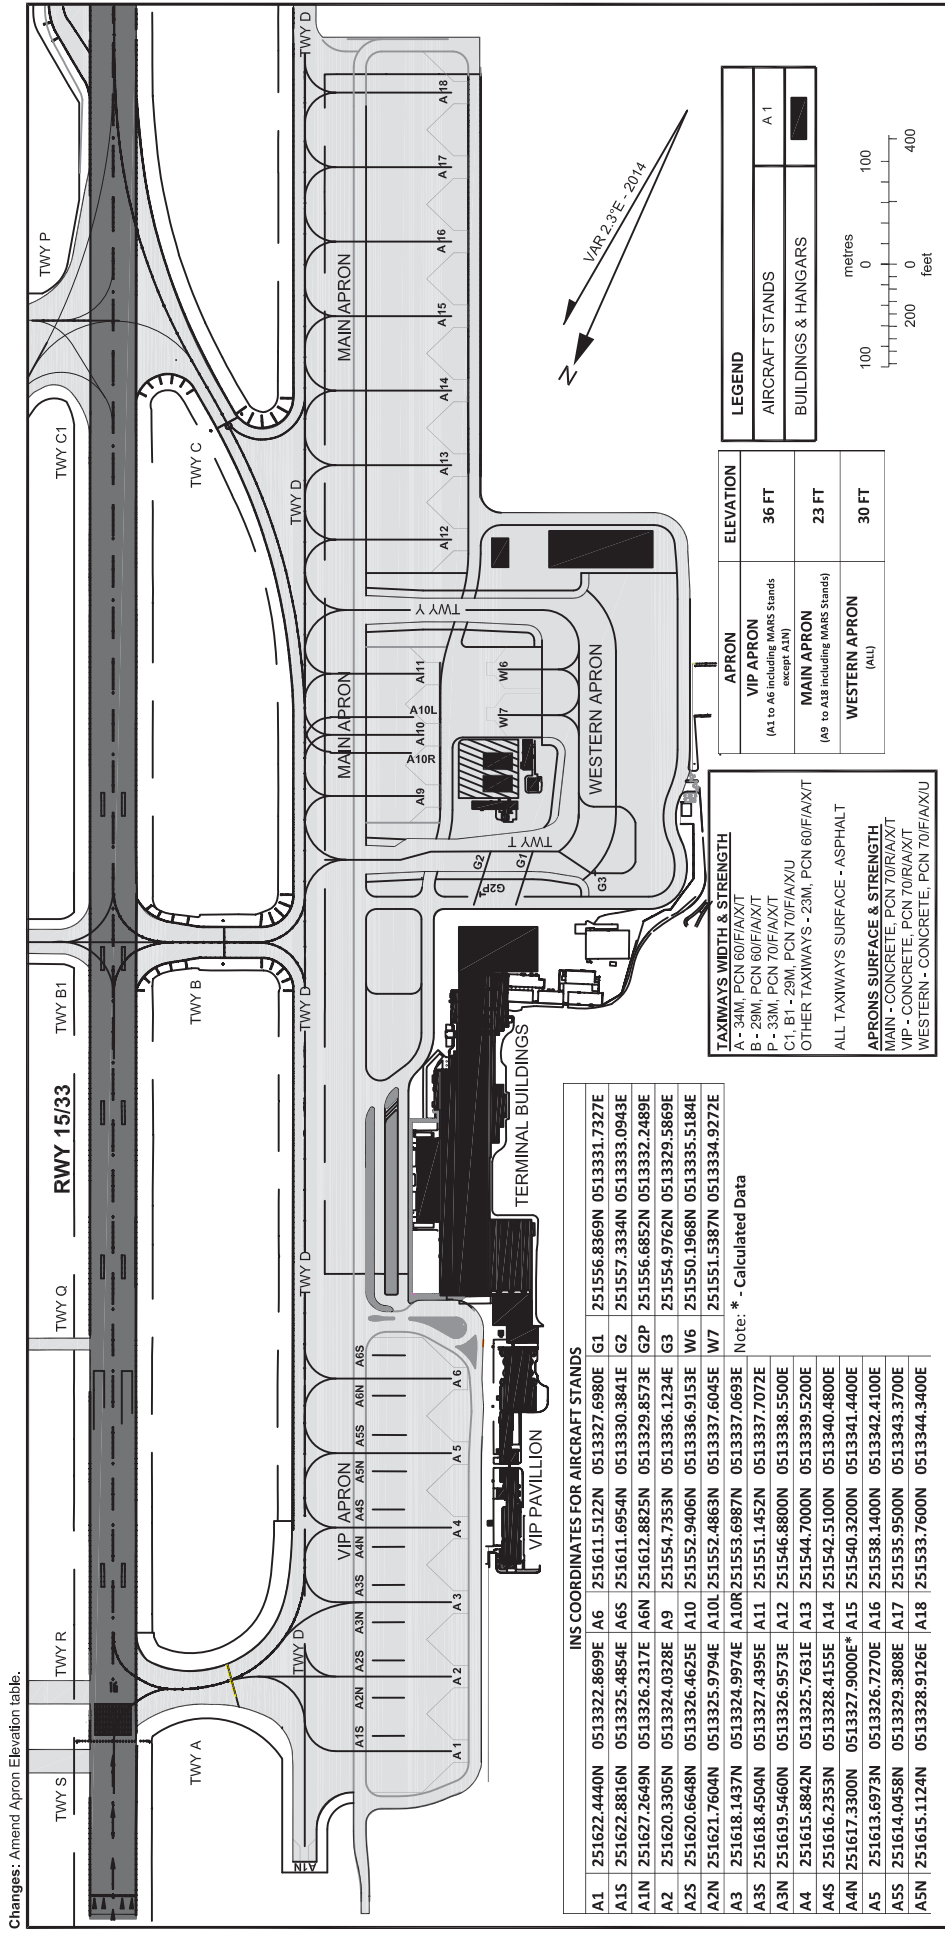 Changes: Amend Apron Elevation table.
TWY S
TWY R
TWY Q
RWY 15/33
TWY B1
TWY C1
TWY P
TWY A
TWY B
TWY C
A1N
TWY D
TWY D
TWY D
TWY D
TWY D
VIP APRON
MAIN APRON
MAIN APRON
A1S
A2N
A2S
A3N
A3S
A4N
A4S
A5N
A5S
A6N
A6S
A 1
A 2
A 3
A 4
A 5
A 6
A 9
A10R
A10
A10L
A11
A 12
A 13
A 14
A 15
A 16
A 17
A 18
TWY T
TWY Y
G2
G1
G2P
G3
W7
W6
WESTERN APRON
TERMINAL BUILDINGS
VIP PAVILLION
N
VAR 2.3°E - 2014
LEGEND
AIRCRAFT STANDS A 1
BUILDINGS & HANGARS
metres
100 0 100
200 0 400
feet
APRON ELEVATION
VIP APRON 36 FT
(A1 to A6 including MARS Stands
except A1N)
MAIN APRON 23 FT
(A9 to A18 including MARS Stands)
WESTERN APRON 30 FT
(ALL)
TAXIWAYS WIDTH & STRENGTH
A - 34M, PCN 60/F/A/X/T
B - 29M, PCN 60/F/A/X/T
P - 33M, PCN 70/F/A/X/T
C1, B1 - 29M, PCN 70/F/A/X/U
OTHER TAXIWAYS - 23M, PCN 60/F/A/X/T
ALL TAXIWAYS SURFACE - ASPHALT
APRONS SURFACE & STRENGTH
MAIN - CONCRETE, PCN 70/R/A/X/T
VIP - CONCRETE, PCN 70/R/A/X/T
WESTERN - CONCRETE, PCN 70/F/A/X/U
INS COORDINATES FOR AIRCRAFT STANDS
A1 251622.4440N 0513322.8699E A6 251611.5122N 0513327.6980E G1 251556.8369N 0513331.7327E
A1S 251622.8816N 0513325.4854E A6S 251611.6954N 0513330.3841E G2 251557.3334N 0513333.0943E
A1N 251627.2649N 0513326.2317E A6N 251612.8825N 0513329.8573E G2P 251556.6852N 0513332.2489E
A2 251620.3305N 0513324.0328E A9 251554.7353N 0513336.1234E G3 251554.9762N 0513329.5869E
A2S 251620.6648N 0513326.4625E A10 251552.9406N 0513336.9153E W6 251550.1968N 0513335.5184E
A2N 251621.7604N 0513325.9794E A10L 251552.4863N 0513337.6045E W7 251551.5387N 0513334.9272E
A3 251618.1437N 0513324.9974E A10R 251553.6987N 0513337.0693E Note: * - Calculated Data
A3S 251618.4504N 0513327.4395E A11 251551.1452N 0513337.7072E
A3N 251619.5460N 0513326.9573E A12 251546.8800N 0513338.5500E
A4 251615.8842N 0513325.7631E A13 251544.7000N 0513339.5200E
A4S 251616.2353N 0513328.4155E A14 251542.5100N 0513340.4800E
A4N 251617.3300N 0513327.9000E* A15 251540.3200N 0513341.4400E
A5 251613.6973N 0513326.7270E A16 251538.1400N 0513342.4100E
A5S 251614.0458N 0513329.3808E A17 251535.9500N 0513343.3700E
A5N 251615.1124N 0513328.9126E A18 251533.7600N 0513344.3400E